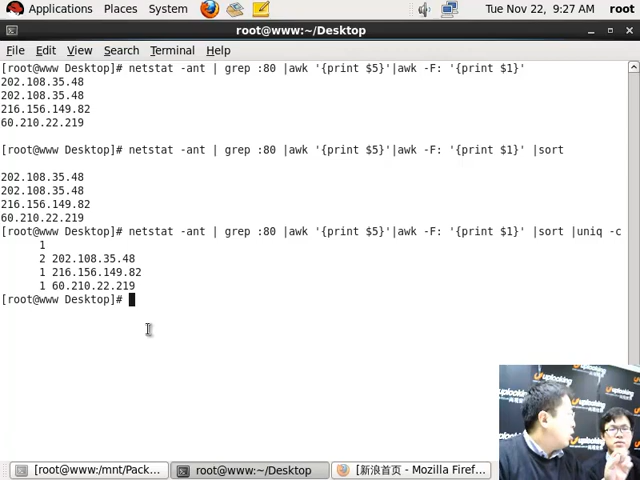 Applications Places System Tue Nov 22, 9:27 AM root
root@www:~/Desktop
File Edit View Search Terminal Help
[root@www Desktop]# netstat -ant | grep :80 |awk '{print $5}'|awk -F: '{print $1}'
202.108.35.48
202.108.35.48
216.156.149.82
60.210.22.219
[root@www Desktop]# netstat -ant | grep :80 |awk '{print $5}'|awk -F: '{print $1}' |sort
202.108.35.48
202.108.35.48
216.156.149.82
60.210.22.219
[root@www Desktop]# netstat -ant | grep :80 |awk '{print $5}'|awk -F: '{print $1}' |sort |uniq -c
1
2 202.108.35.48
1 216.156.149.82
1 60.210.22.219
[root@www Desktop]#
uplooking
uplooking
[root@www:/mnt/Pack... root@www:~/Desktop [新浪首页 - Mozilla Firef...